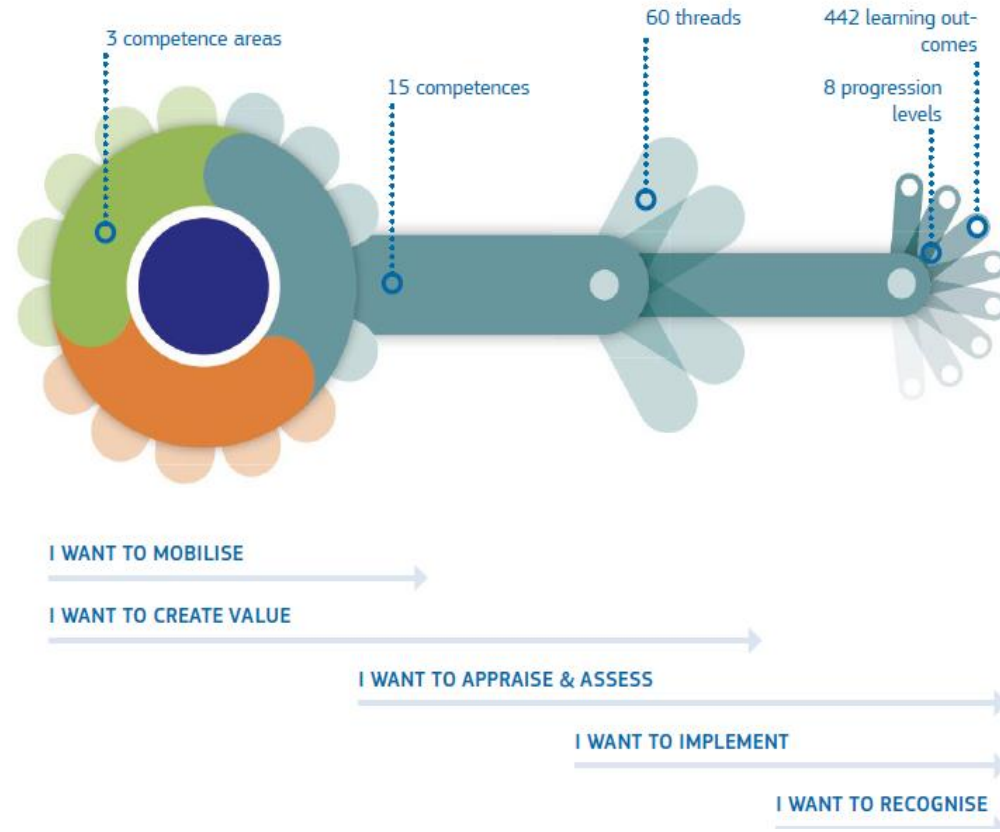 3 competence areas
15 competences
60 threads
442 learning out-
comes
8 progression
levels
I WANT TO MOBILISE
I WANT TO CREATE VALUE
I WANT TO APPRAISE & ASSESS
I WANT TO IMPLEMENT
I WANT TO RECOGNISE